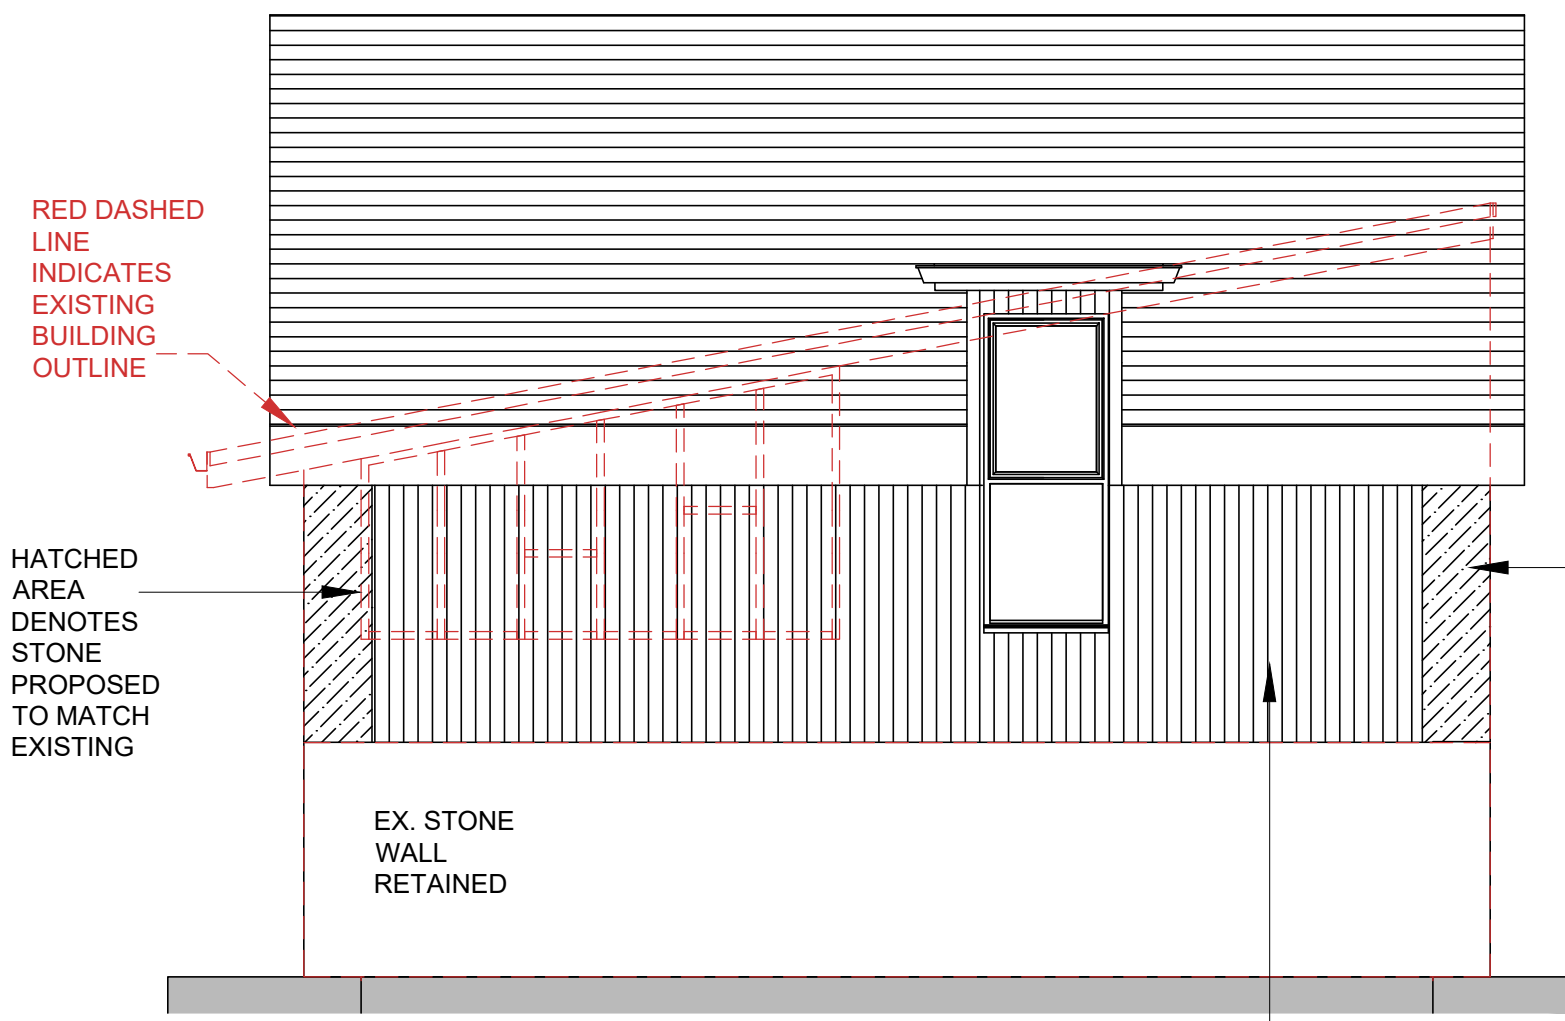 RED DASHED
LINE
INDICATES
EXISTING
BUILDING
OUTLINE
HATCHED
AREA
DENOTES
STONE
PROPOSED
TO MATCH
EXISTING
EX. STONE
WALL
RETAINED